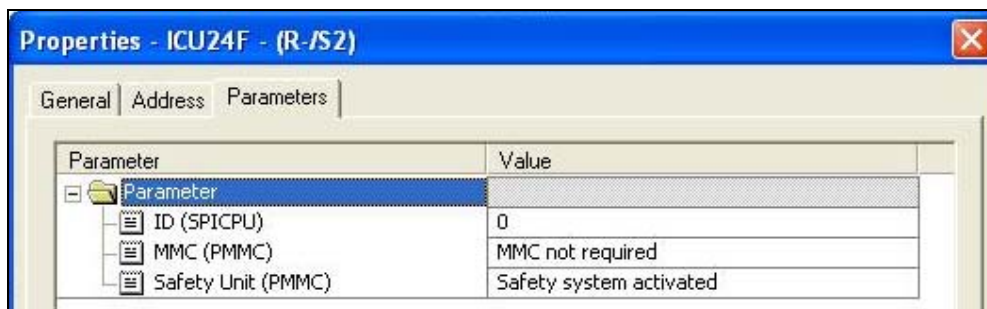 Properties - ICU24F - (R-/S2)
General Address Parameters
Parameter Value
Parameter
ID (SPICPU) 0
MMC (PMMC) MMC not required
Safety Unit (PMMC) Safety system activated